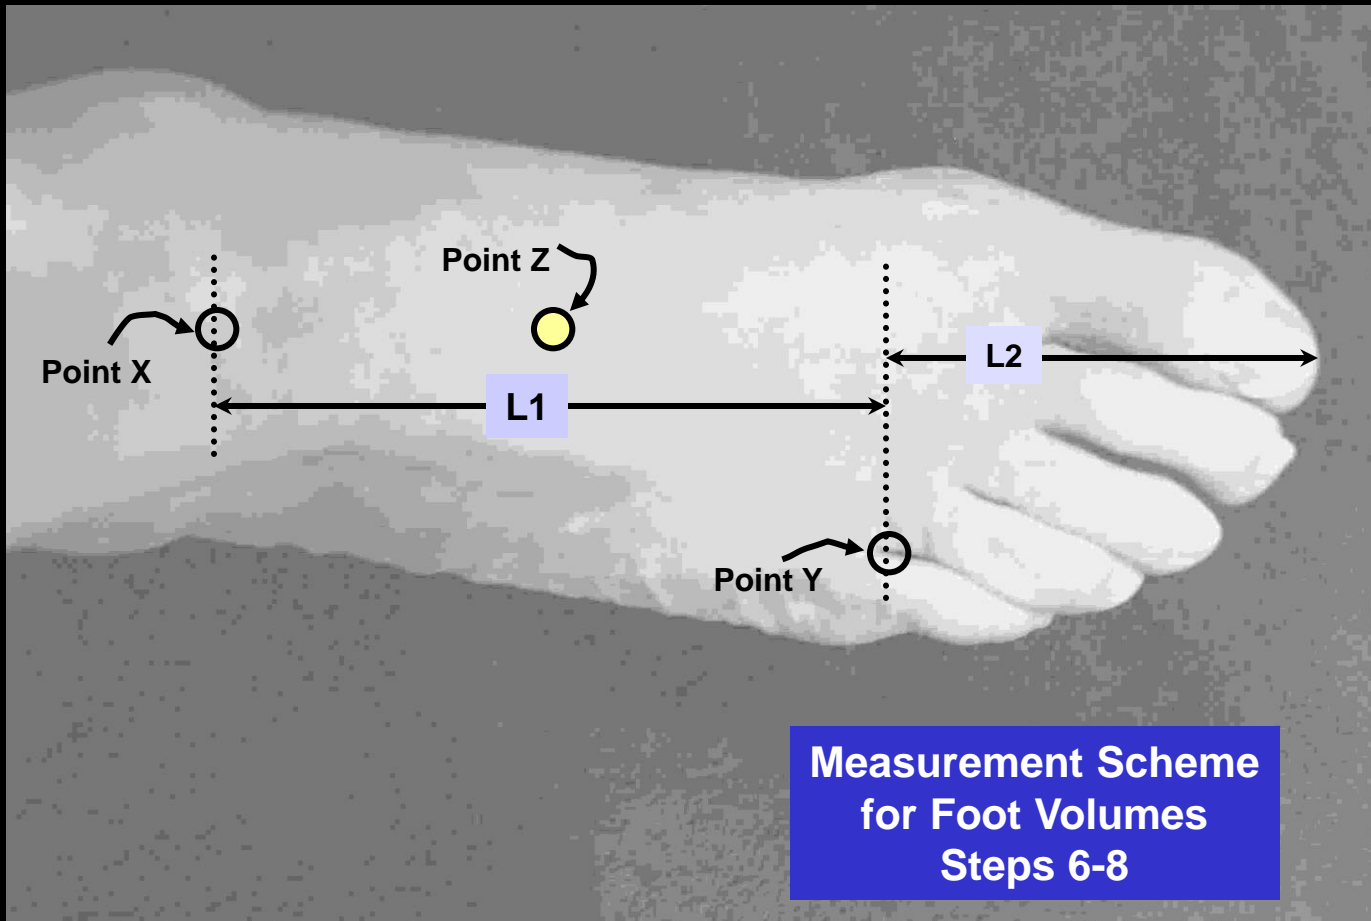 Point Z
Point X
L2
L1
Point Y
Measurement Scheme
for Foot Volumes
Steps 6-8